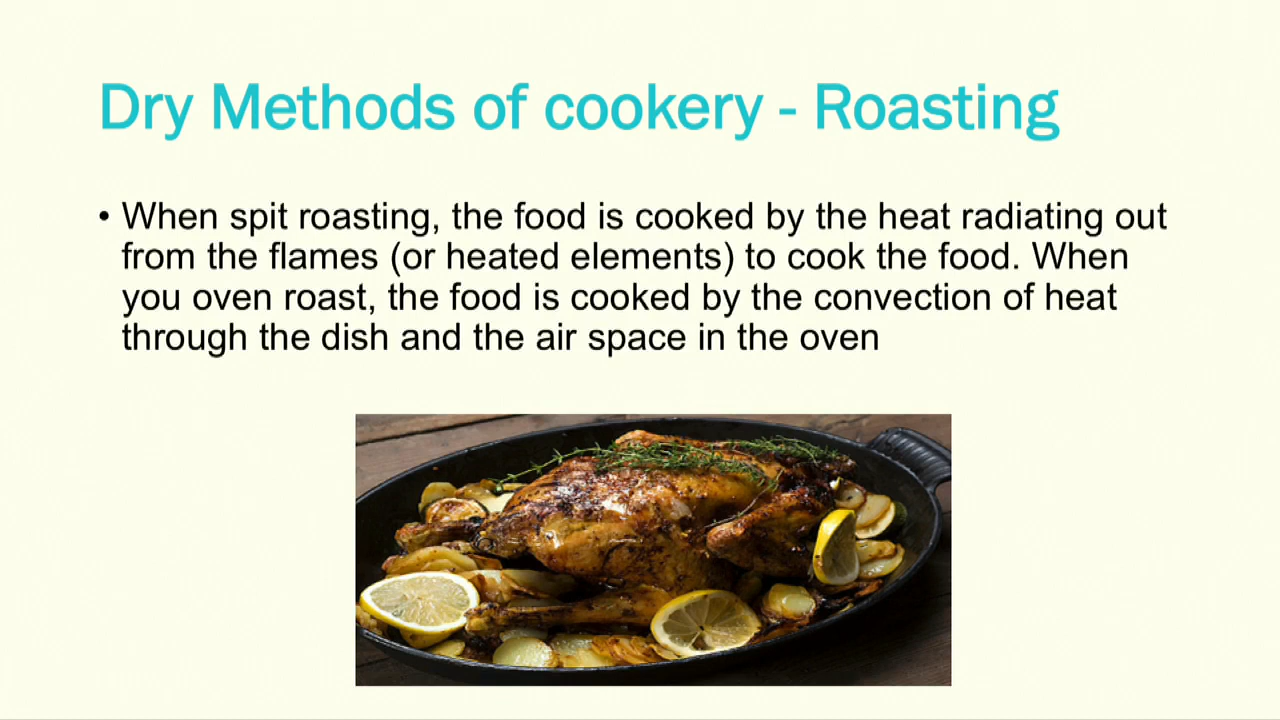 Dry Methods of cookery - Roasting
• When spit roasting, the food is cooked by the heat radiating out
from the flames (or heated elements) to cook the food. When
you oven roast, the food is cooked by the convection of heat
through the dish and the air space in the oven